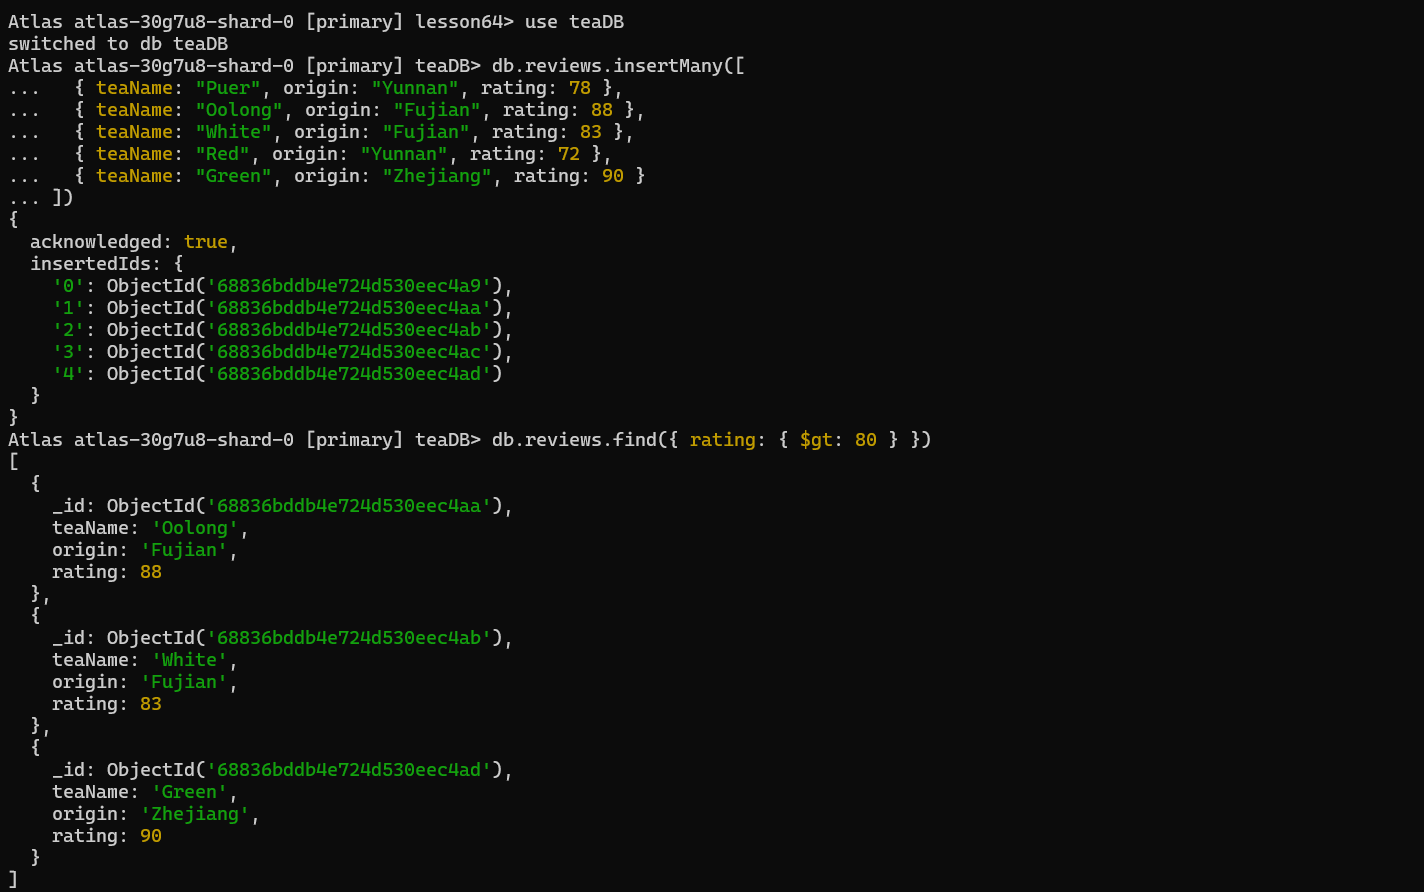 Atlas atlas-30g7u8-shard-0 [primary] lesson64> use teaDB
switched to db teaDB
Atlas atlas-30g7u8-shard-0 [primary] teaDB> db.reviews.insertMany([
...   { teaName: "Puer", origin: "Yunnan", rating: 78 },
...   { teaName: "Oolong", origin: "Fujian", rating: 88 },
...   { teaName: "White", origin: "Fujian", rating: 83 },
...   { teaName: "Red", origin: "Yunnan", rating: 72 },
...   { teaName: "Green", origin: "Zhejiang", rating: 90 }
... ])
{
  acknowledged: true,
  insertedIds: {
    '0': ObjectId('68836bddb4e724d530eec4a9'),
    '1': ObjectId('68836bddb4e724d530eec4aa'),
    '2': ObjectId('68836bddb4e724d530eec4ab'),
    '3': ObjectId('68836bddb4e724d530eec4ac'),
    '4': ObjectId('68836bddb4e724d530eec4ad')
  }
}
Atlas atlas-30g7u8-shard-0 [primary] teaDB> db.reviews.find({ rating: { $gt: 80 } })
[
  {
    _id: ObjectId('68836bddb4e724d530eec4aa'),
    teaName: 'Oolong',
    origin: 'Fujian',
    rating: 88
  },
  {
    _id: ObjectId('68836bddb4e724d530eec4ab'),
    teaName: 'White',
    origin: 'Fujian',
    rating: 83
  },
  {
    _id: ObjectId('68836bddb4e724d530eec4ad'),
    teaName: 'Green',
    origin: 'Zhejiang',
    rating: 90
  }
]